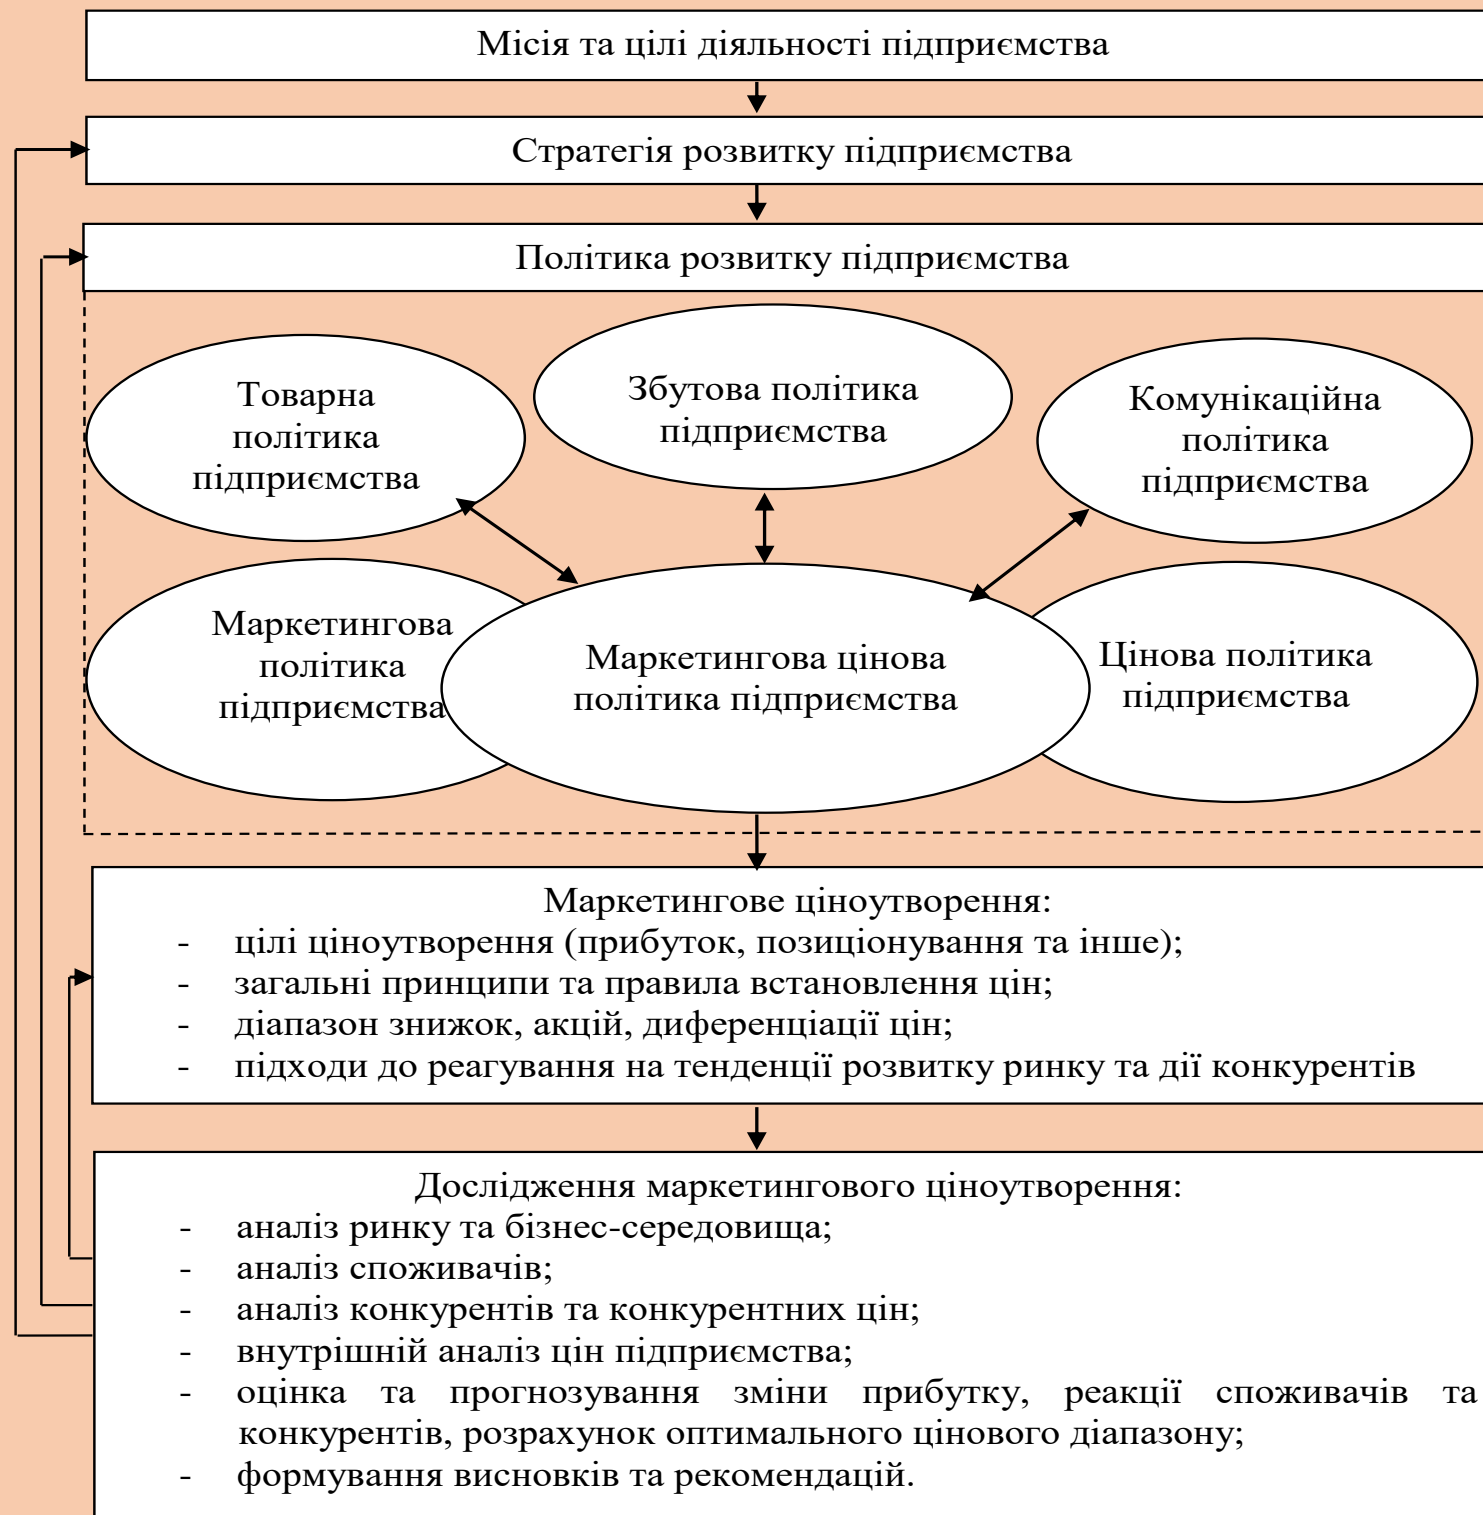 Місія та цілі діяльності підприємства
Стратегія розвитку підприємства
Політика розвитку підприємства
Товарна
політика
підприємства
Збутова політика
підприємства
Комунікаційна
політика
підприємства
Маркетингова
політика
підприємства
Маркетингова цінова
політика підприємства
Цінова політика
підприємства
Маркетингове ціноутворення:
- цілі ціноутворення (прибуток, позиціонування та інше);
- загальні принципи та правила встановлення цін;
- діапазон знижок, акцій, диференціації цін;
- підходи до реагування на тенденції розвитку ринку та дії конкурентів
Дослідження маркетингового ціноутворення:
- аналіз ринку та бізнес-середовища;
- аналіз споживачів;
- аналіз конкурентів та конкурентних цін;
- внутрішній аналіз цін підприємства;
- оцінка та прогнозування зміни прибутку, реакції споживачів та
конкурентів, розрахунок оптимального цінового діапазону;
- формування висновків та рекомендацій.